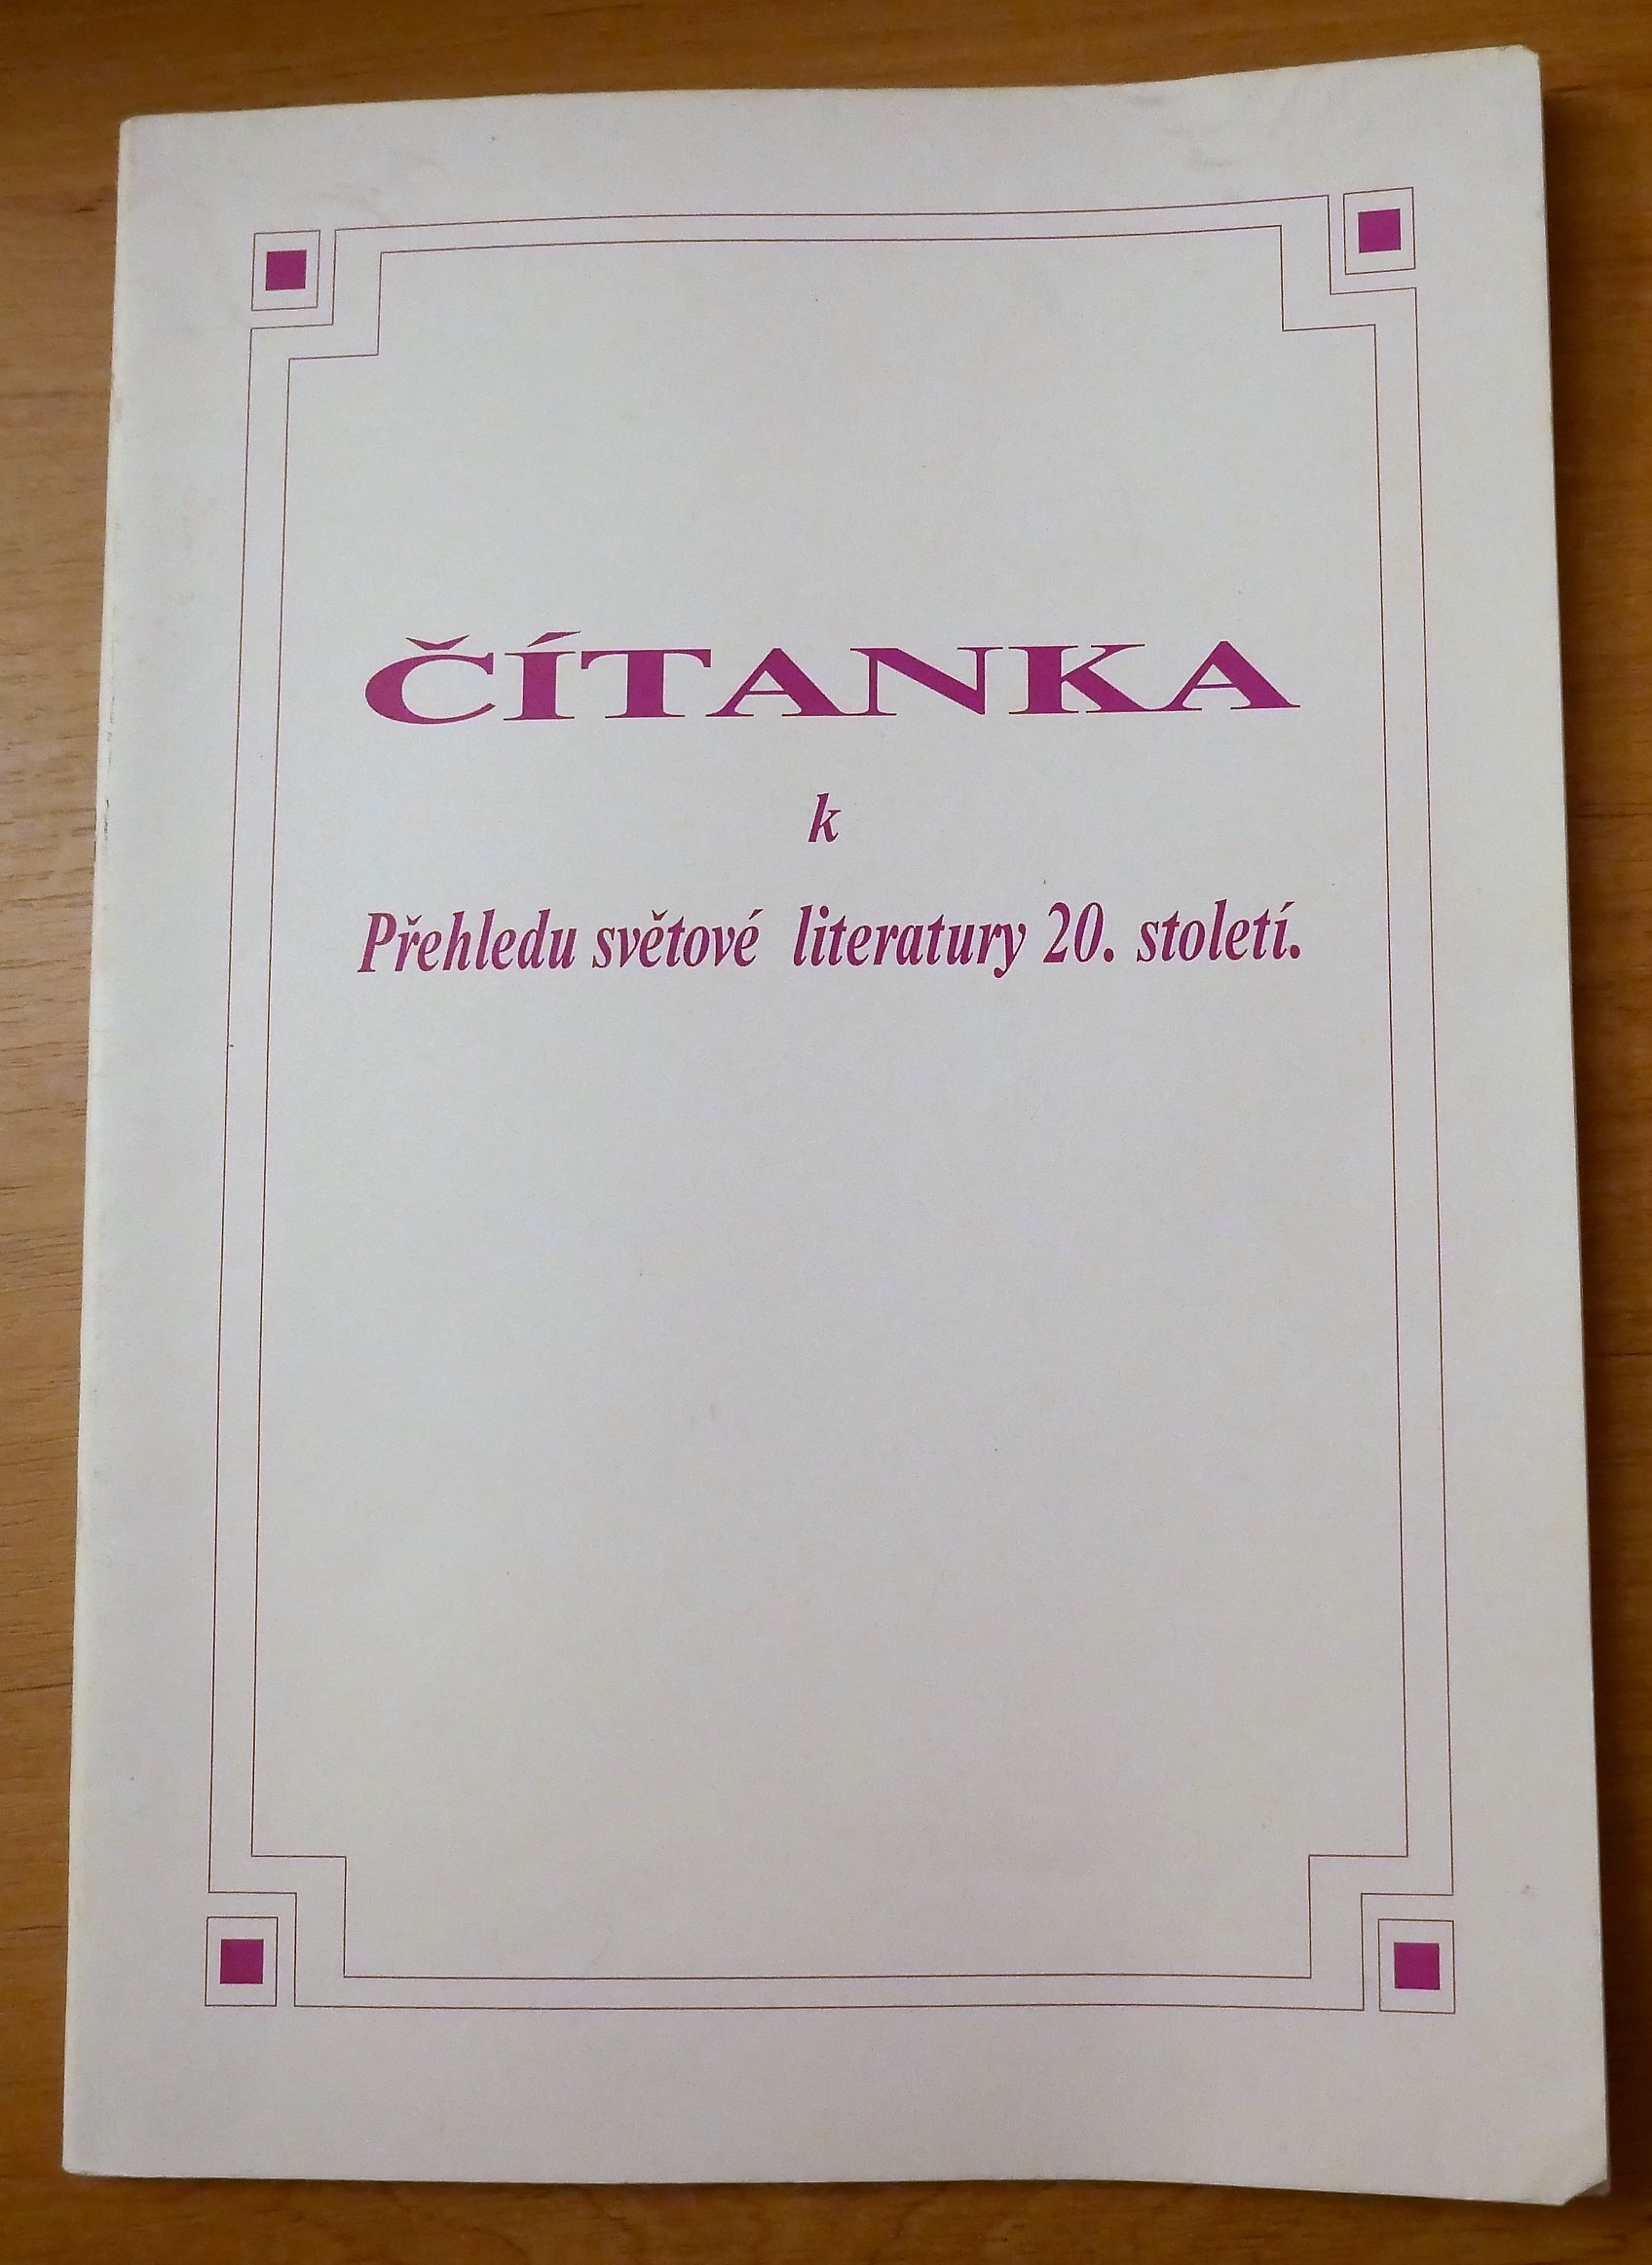 ČÍTANKA
k
Přehledu světové literatury 20. století.